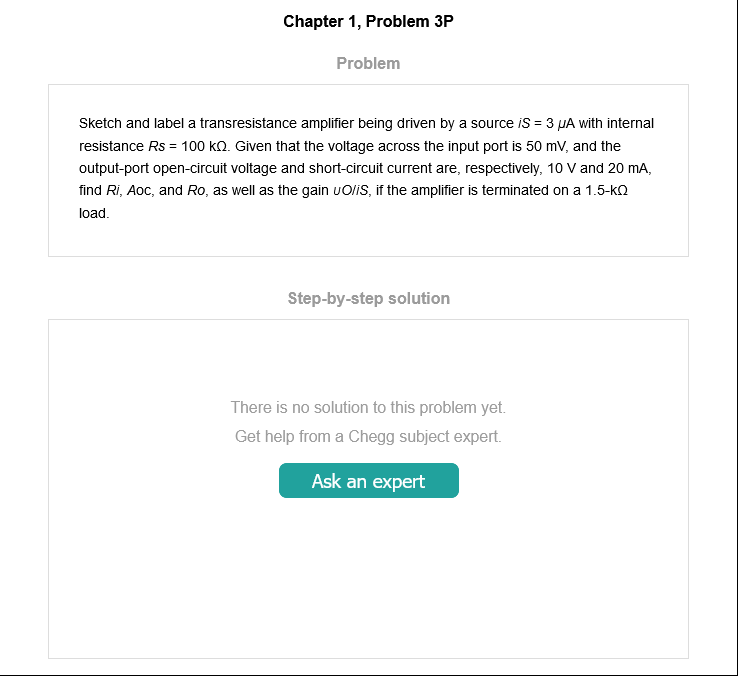 Chapter 1, Problem 3P
Problem
Sketch and label a transresistance amplifier being driven by a source iS = 3 μA with internal
resistance Rs = 100 kΩ. Given that the voltage across the input port is 50 mV, and the
output-port open-circuit voltage and short-circuit current are, respectively, 10 V and 20 mA,
find Ri, Aoc, and Ro, as well as the gain υO/iS, if the amplifier is terminated on a 1.5-kΩ
load.
Step-by-step solution
There is no solution to this problem yet.
Get help from a Chegg subject expert.
Ask an expert